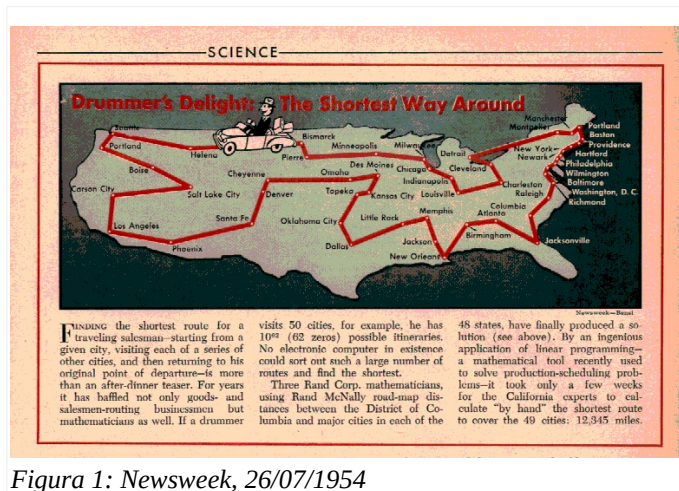 SCIENCE
Drummer's Delight: The Shortest Way Around
Seattle
Portland
Helena
Bismarck
Pierre
Minneapolis
Milwaukee
Detroit
Manchester
Montpelier
Portland
Boston
Providence
New York
Hartford
Newark
Philadelphia
Wilmington
Baltimore
Washington, D. C.
Richmond
Boise
Cheyenne
Omaha
Des Moines
Chicago
Cleveland
Indianapolis
Carson City
Salt Lake City
Denver
Topeka
Kansas City
Louisville
Charleston
Raleigh
Los Angeles
Santa Fe
Oklahoma City
Little Rock
Memphis
Columbia
Atlanta
Phoenix
Dallas
Jackson
Birmingham
Jacksonville
New Orleans
Newsweek—Bensel
FINDING the shortest route for a
traveling salesman—starting from a
given city, visiting each of a series of
other cities, and then returning to his
original point of departure—is more
than an after-dinner teaser. For years
it has baffled not only goods- and
salesmen-routing businessmen but
mathematicians as well. If a drummer
visits 50 cities, for example, he has
10⁶² (62 zeros) possible itineraries.
No electronic computer in existence
could sort out such a large number of
routes and find the shortest.
Three Rand Corp. mathematicians,
using Rand McNally road-map dis-
tances between the District of Co-
lumbia and major cities in each of the
48 states, have finally produced a so-
lution (see above). By an ingenious
application of linear programming—
a mathematical tool recently used
to solve production-scheduling prob-
lems—it took only a few weeks
for the California experts to cal-
culate "by hand" the shortest route
to cover the 49 cities: 12,345 miles.
Figura 1: Newsweek, 26/07/1954